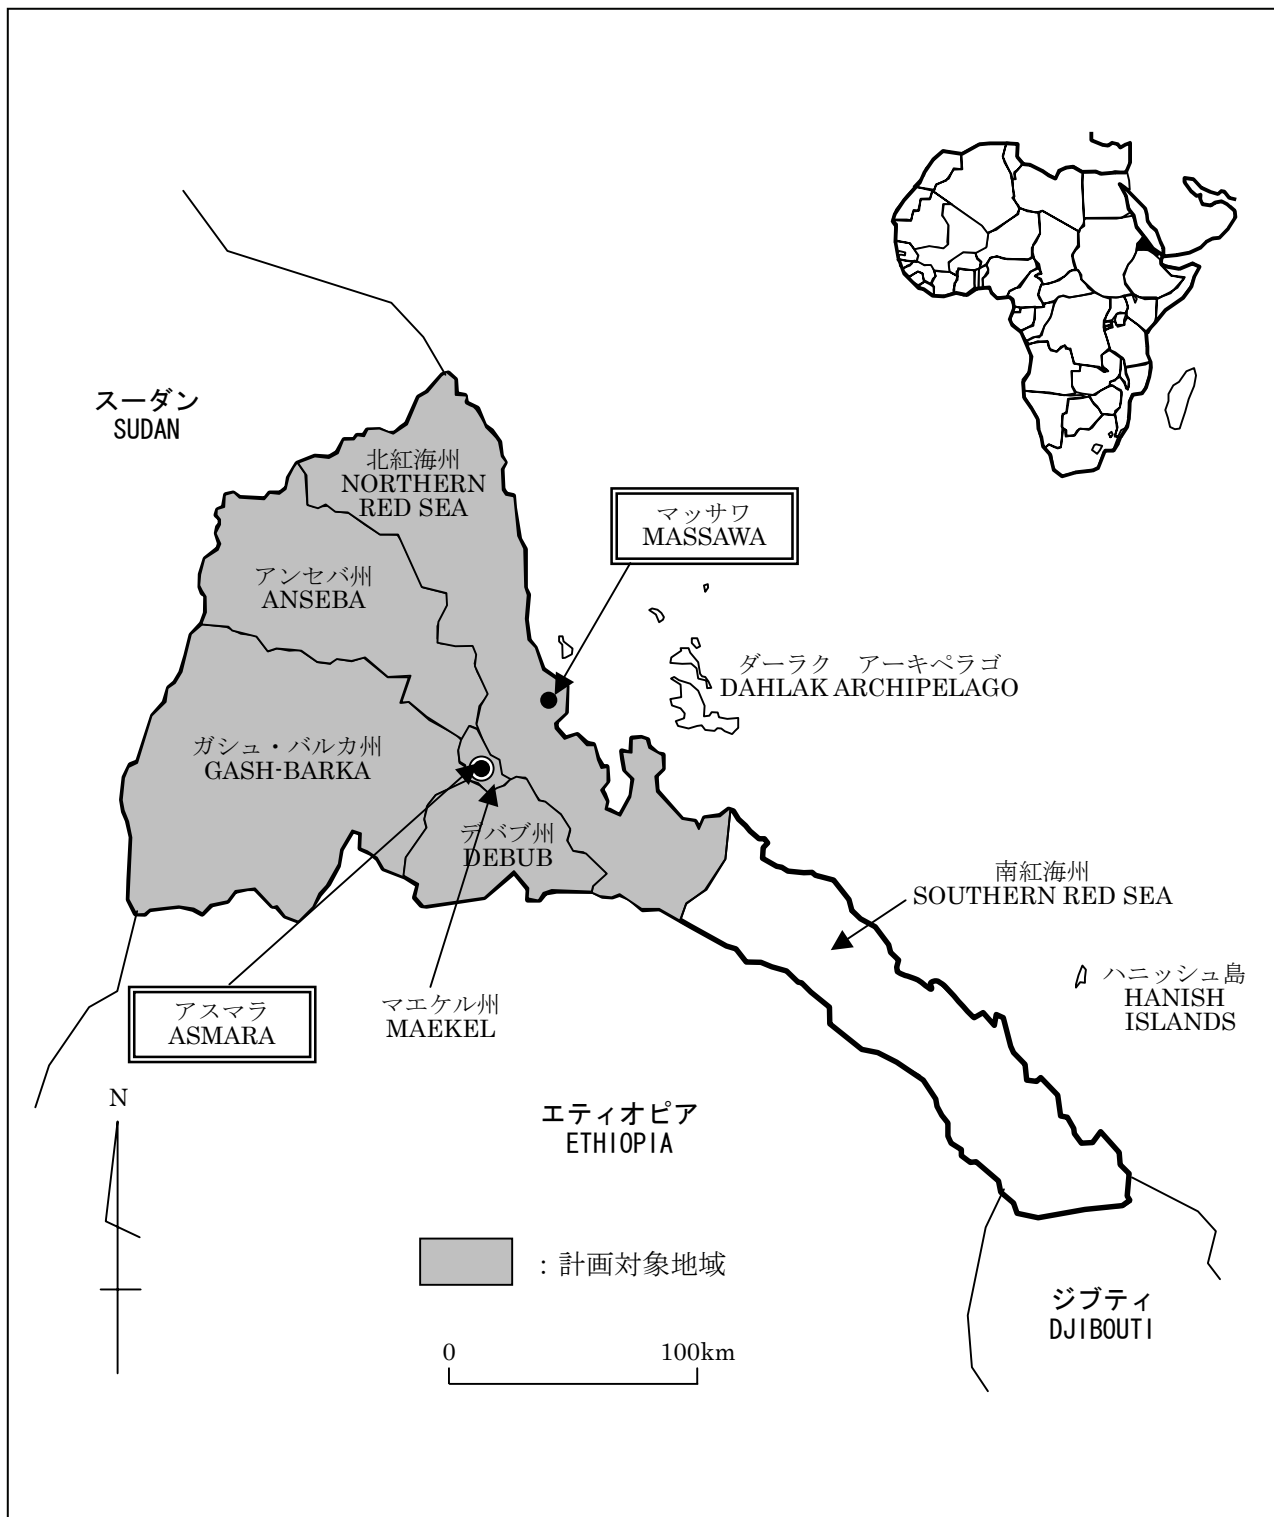 スーダン
SUDAN
北紅海州
NORTHERN
RED SEA
マッサワ
MASSAWA
アンセバ州
ANSEBA
ダーラク　アーキペラゴ
DAHLAK ARCHIPELAGO
ガシュ・バルカ州
GASH-BARKA
デバブ州
DEBUB
南紅海州
SOUTHERN RED SEA
ハニッシュ島
HANISH
ISLANDS
アスマラ
ASMARA
マエケル州
MAEKEL
N
エティオピア
ETHIOPIA
：計画対象地域
ジブティ
DJIBOUTI
0 100km